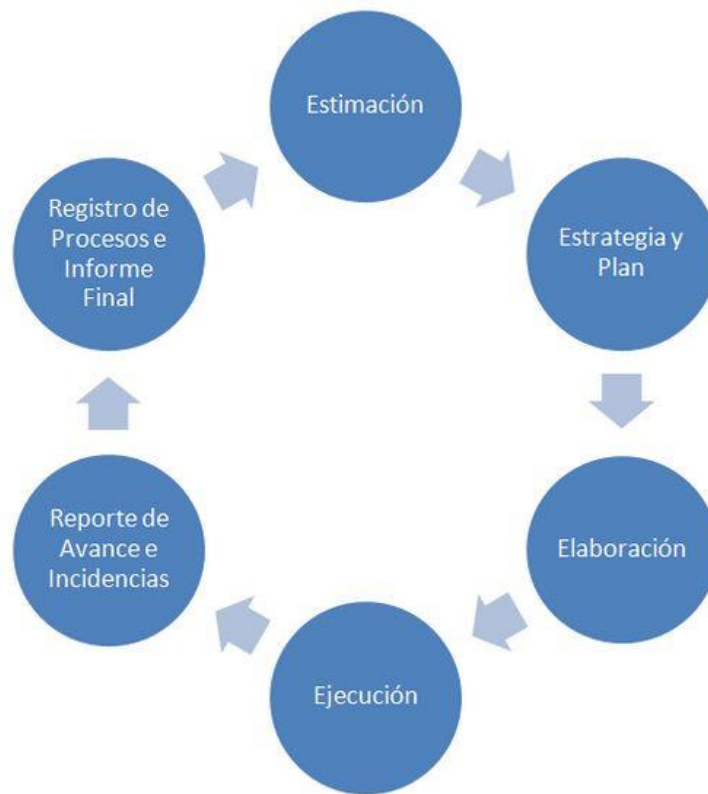 Estimación
Estrategia y
Plan
Elaboración
Ejecución
Reporte de
Avance e
Incidencias
Registro de
Procesos e
Informe
Final